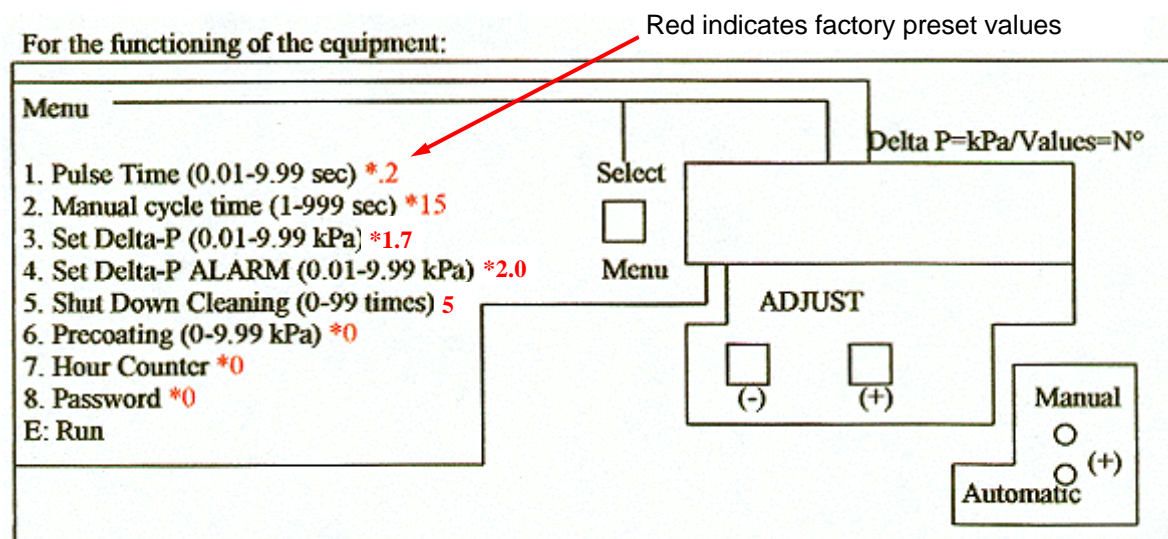 Red indicates factory preset values
For the functioning of the equipment:
Menu
Delta P=kPa/Values=N°
1. Pulse Time (0.01-9.99 sec) *.2
2. Manual cycle time (1-999 sec) *15
3. Set Delta-P (0.01-9.99 kPa) *1.7
4. Set Delta-P ALARM (0.01-9.99 kPa) *2.0
5. Shut Down Cleaning (0-99 times) 5
6. Precoating (0-9.99 kPa) *0
7. Hour Counter *0
8. Password *0
E: Run
Select
Menu
ADJUST
(-) (+)
Manual
(+)
Automatic